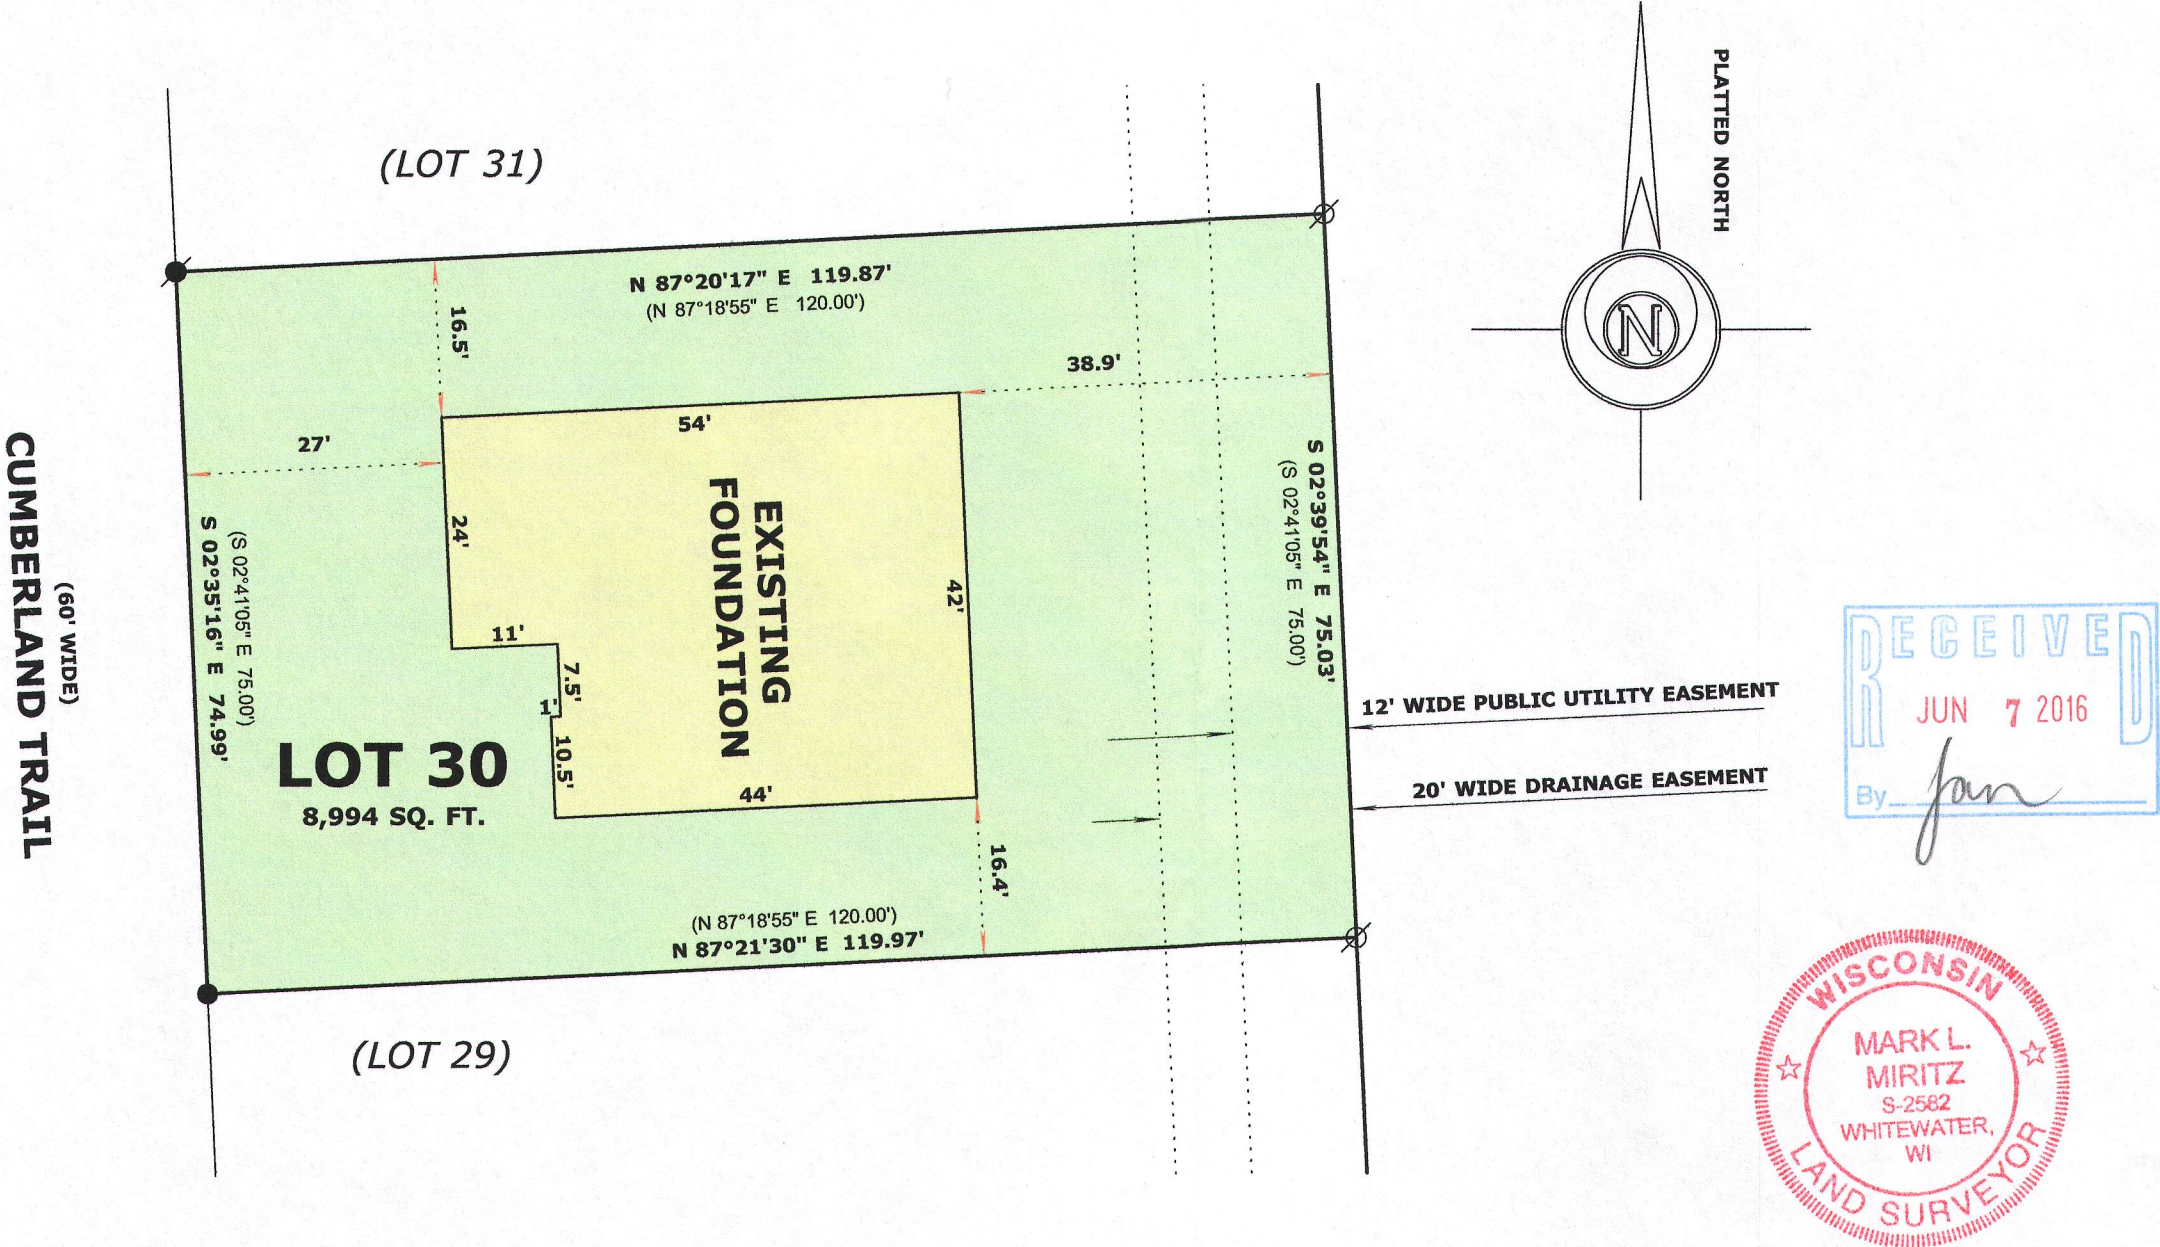 PLATTED NORTH
N
(LOT 31)
N 87°20'17" E 119.87'
(N 87°18'55" E 120.00')
16.5'
38.9'
27'
54'
24'
EXISTING
FOUNDATION
42'
11'
7.5'
1'
10.5'
44'
16.4'
S 02°39'54" E 75.03'
(S 02°41'05" E 75.00')
(S 02°41'05" E 75.00')
S 02°35'16" E 74.99'
(60' WIDE)
CUMBERLAND TRAIL
LOT 30
8,994 SQ. FT.
12' WIDE PUBLIC UTILITY EASEMENT
20' WIDE DRAINAGE EASEMENT
(N 87°18'55" E 120.00')
N 87°21'30" E 119.97'
(LOT 29)
RECEIVED
JUN 7 2016
By Jan
WISCONSIN
MARK L.
MIRITZ
S-2582
WHITEWATER,
WI
LAND SURVEYOR